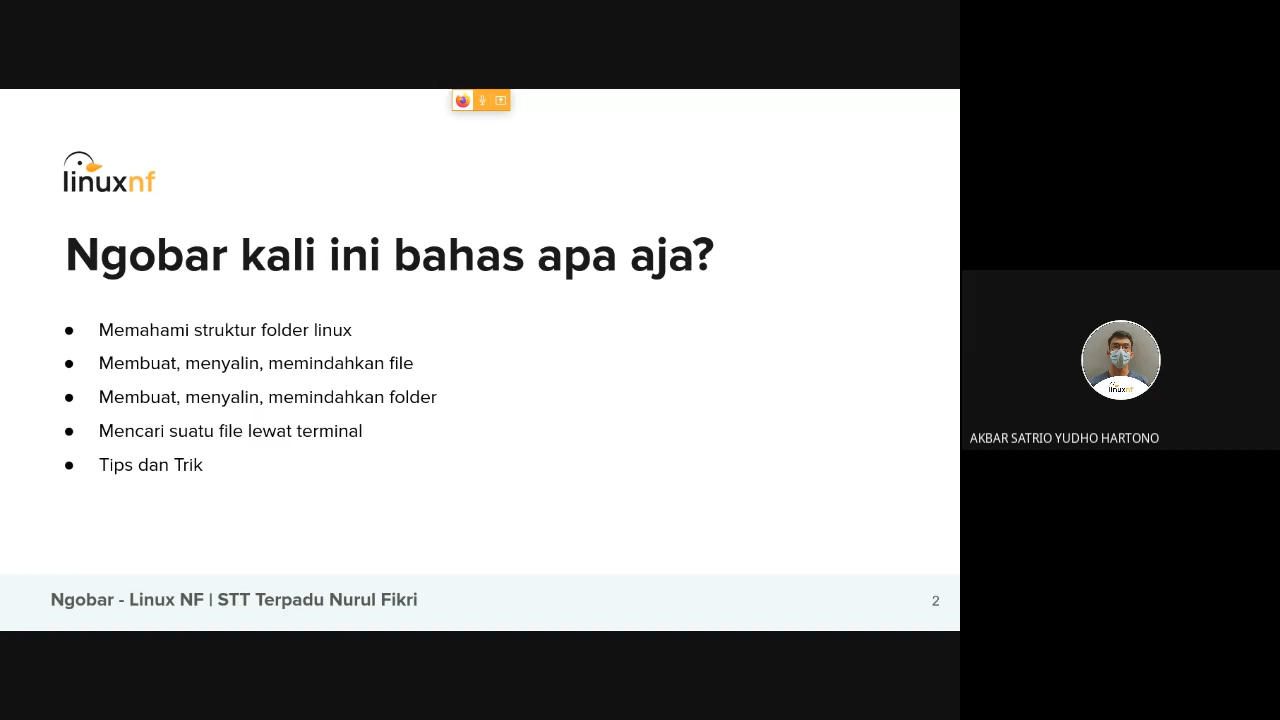 linuxnf
Ngobar kali ini bahas apa aja?
● Memahami struktur folder linux
● Membuat, menyalin, memindahkan file
● Membuat, menyalin, memindahkan folder
● Mencari suatu file lewat terminal
● Tips dan Trik
Ngobar - Linux NF | STT Terpadu Nurul Fikri
2
linuxnf
AKBAR SATRIO YUDHO HARTONO